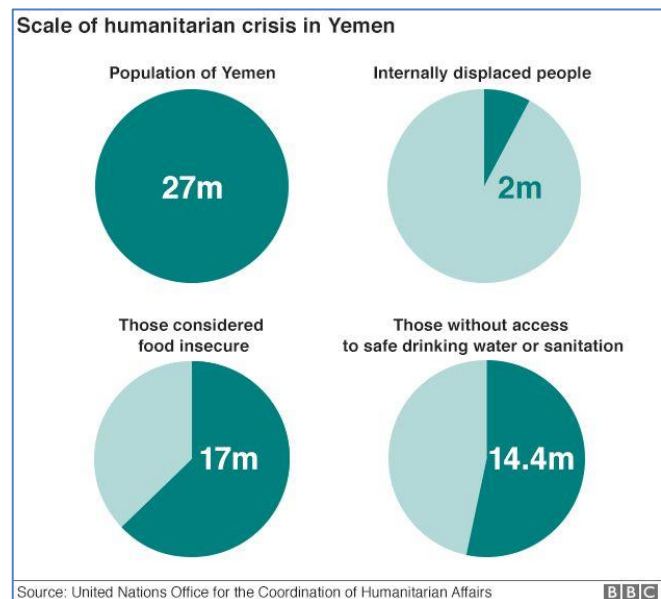 Scale of humanitarian crisis in Yemen
Population of Yemen
27m
Internally displaced people
2m
Those considered
food insecure
17m
Those without access
to safe drinking water or sanitation
14.4m
Source: United Nations Office for the Coordination of Humanitarian Affairs
BBC